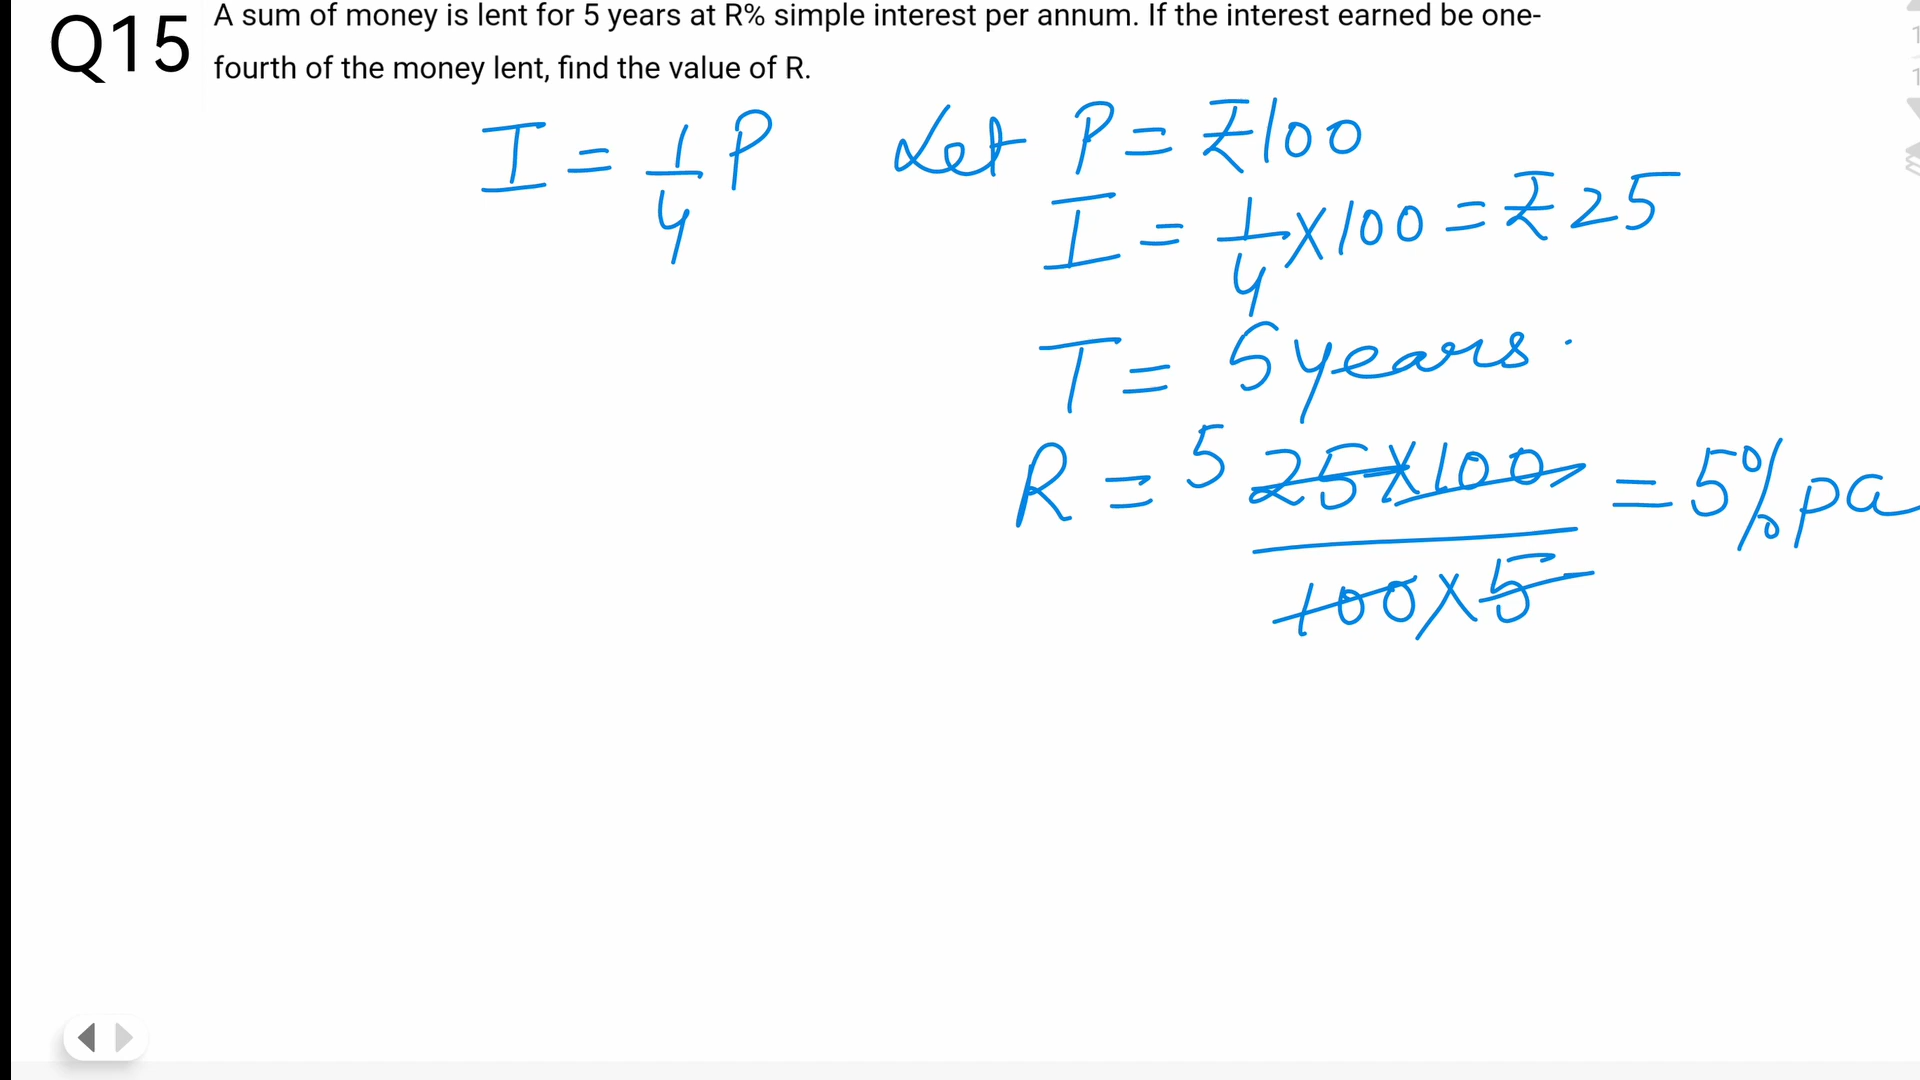 Q15
A sum of money is lent for 5 years at R% simple interest per annum. If the interest earned be one-
fourth of the money lent, find the value of R.
I = 1/4 P
Let P = ₹100
I = 1/4 × 100 = ₹25
T = 5 years.
R = 5 25×100 / 100×5 = 5% pa